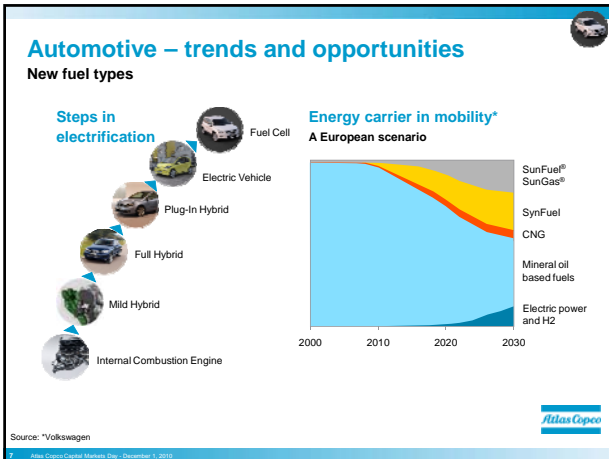 Automotive – trends and opportunities
New fuel types
Steps in
electrification
Fuel Cell
Electric Vehicle
Plug-In Hybrid
Full Hybrid
Mild Hybrid
Internal Combustion Engine
Energy carrier in mobility*
A European scenario
SunFuel®
SunGas®
SynFuel
CNG
Mineral oil
based fuels
Electric power
and H2
2000
2010
2020
2030
Atlas Copco
Source: *Volkswagen
7 Atlas Copco Capital Markets Day - December 1, 2010